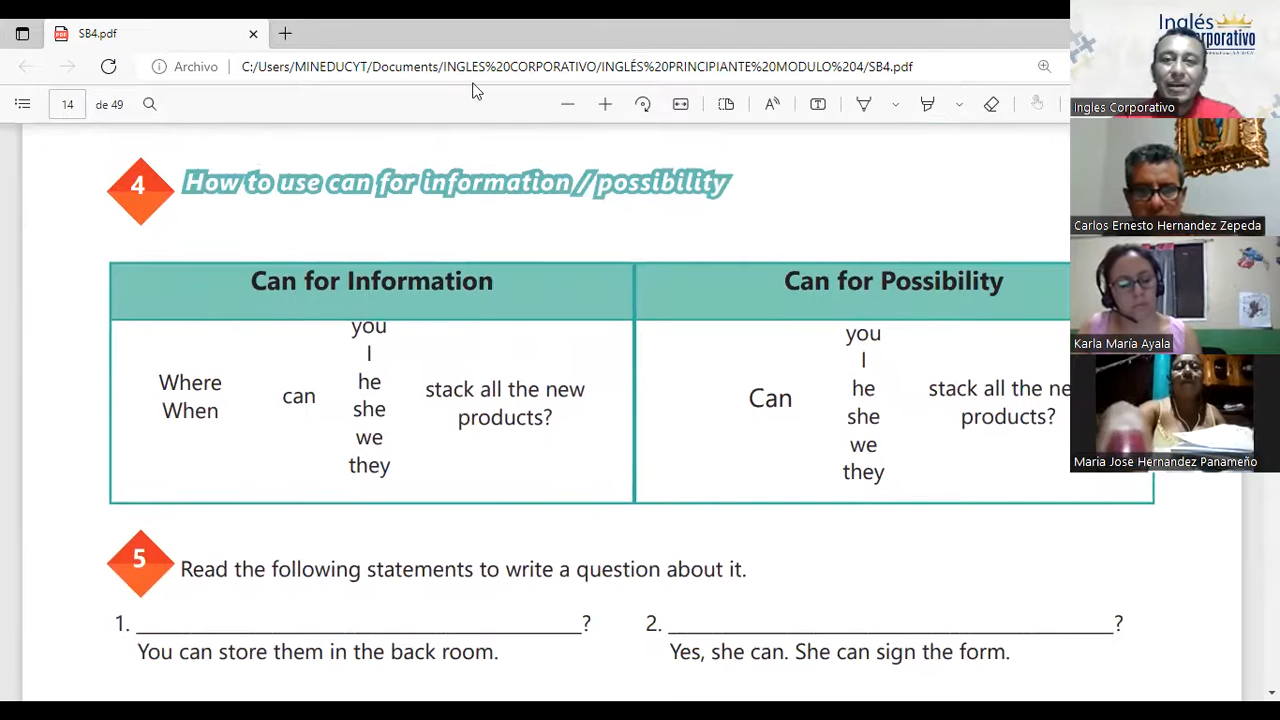 SB4.pdf
Archivo
C:/Users/MINEDUCYT/Documents/INGLES%20CORPORATIVO/INGLÉS%20PRINCIPIANTE%20MODULO%204/SB4.pdf
14 de 49
4 How to use can for information / possibility
Can for Information
Can for Possibility
Where
When
can
you
I
he
she
we
they
stack all the new
products?
Can
you
I
he
she
we
they
stack all the
products?
5 Read the following statements to write a question about it.
1. ?
You can store them in the back room.
2. ?
Yes, she can. She can sign the form.
Inglés
Corporativo
Ingles Corporativo
Carlos Ernesto Hernandez Zepeda
Karla María Ayala
Maria Jose Hernandez Panameño